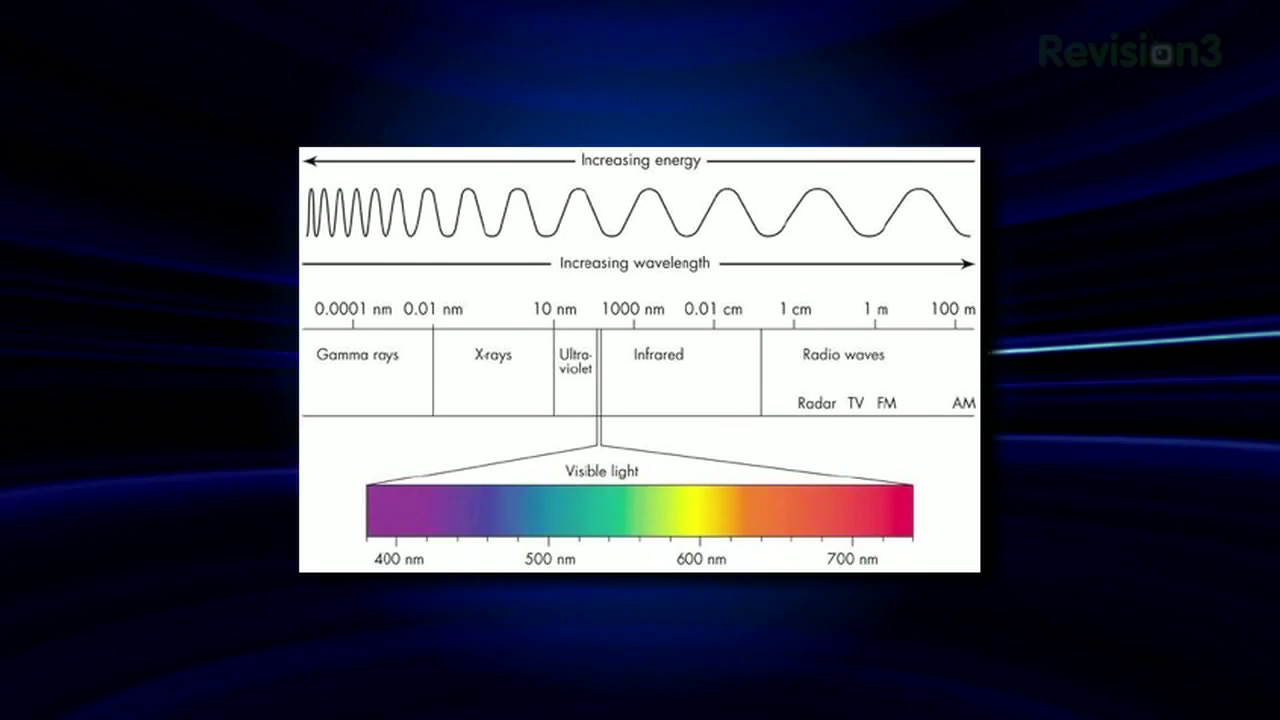 Revision3
Increasing energy
Increasing wavelength
0.0001 nm 0.01 nm 10 nm 1000 nm 0.01 cm 1 cm 1 m 100 m
Gamma rays X-rays Ultra- Infrared Radio waves
violet
Radar TV FM AM
Visible light
400 nm 500 nm 600 nm 700 nm